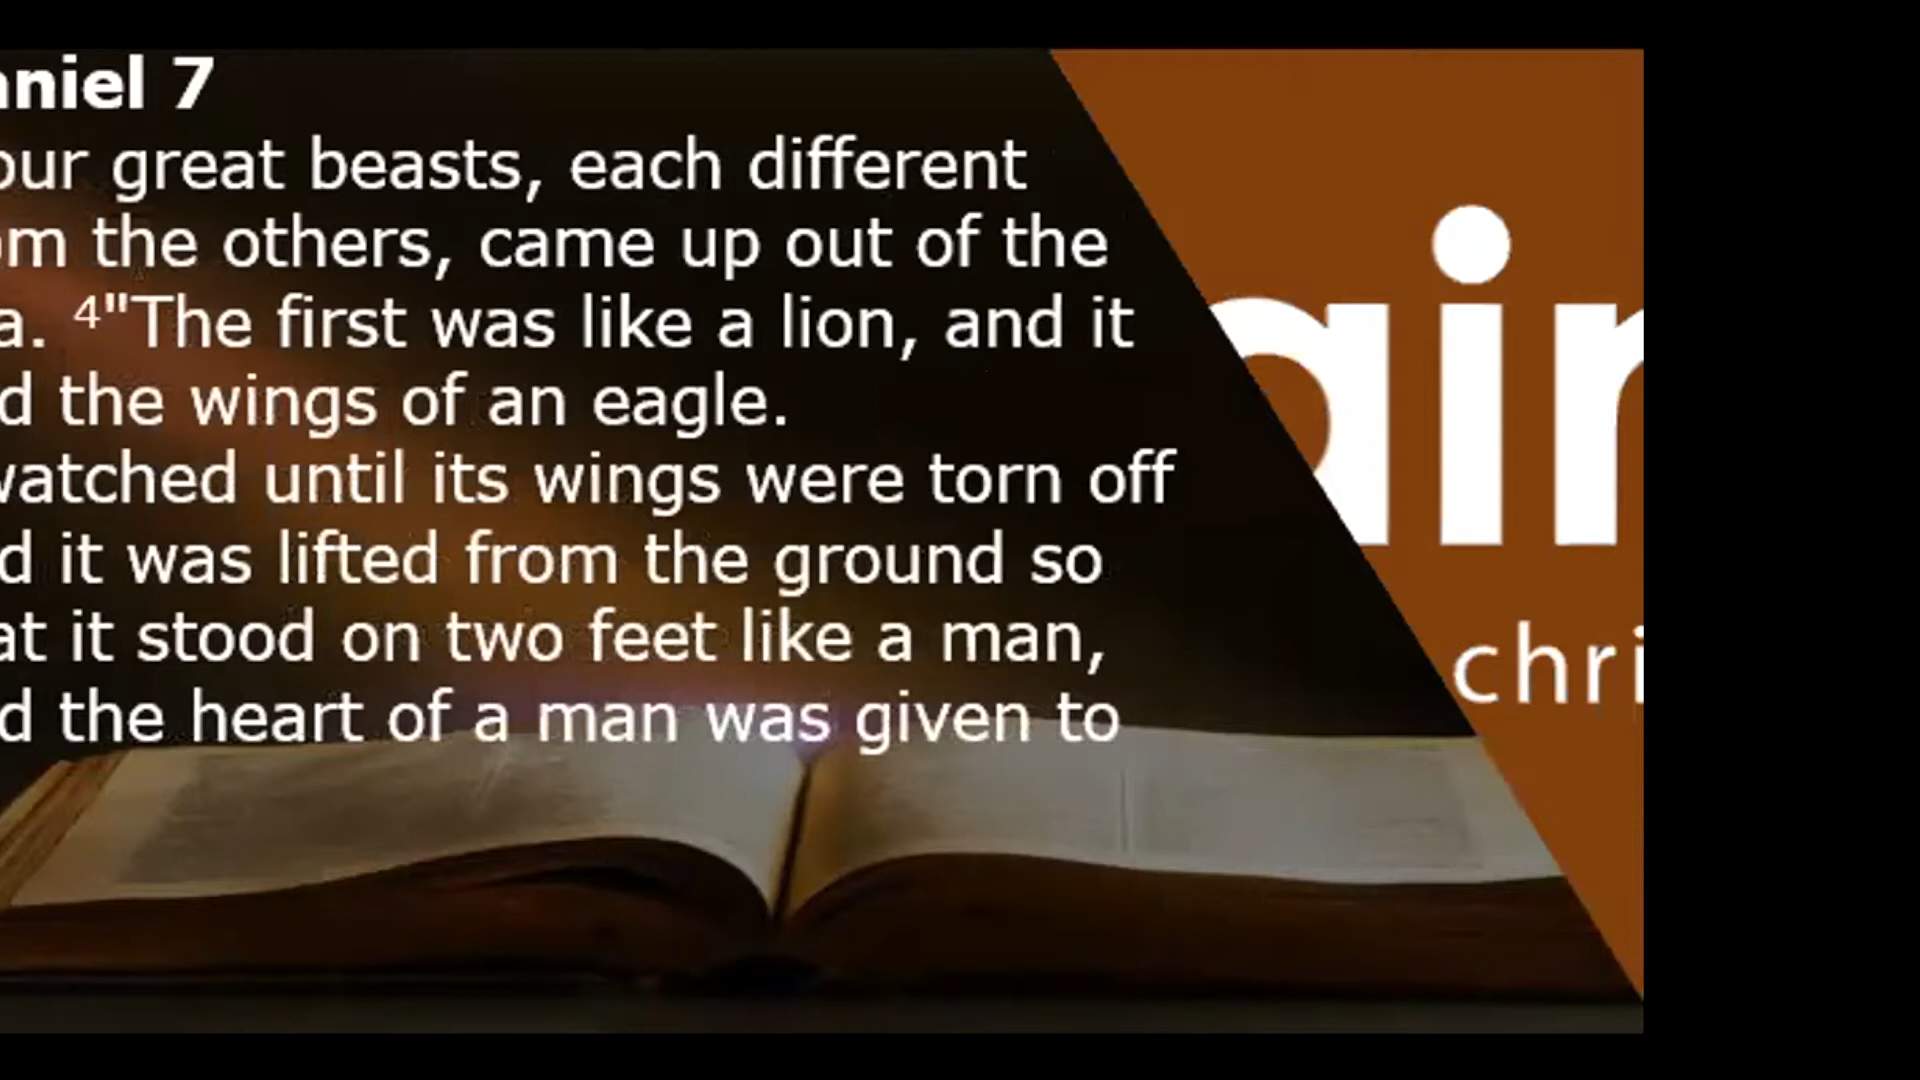 aniel 7
our great beasts, each different
om the others, came up out of the
a. ⁴"The first was like a lion, and it
d the wings of an eagle.
watched until its wings were torn off
d it was lifted from the ground so
at it stood on two feet like a man,
d the heart of a man was given to
ain
chri